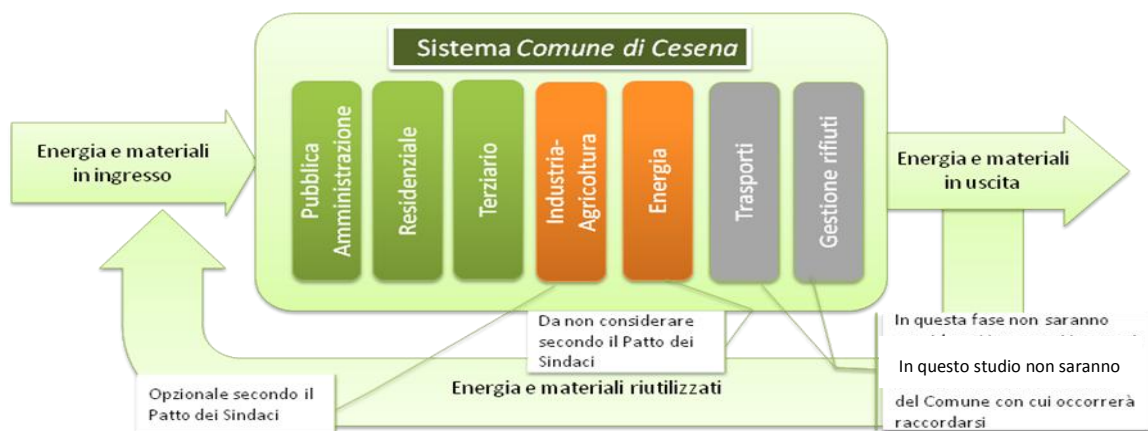 Sistema Comune di Cesena
Energia e materiali
in ingresso
Pubblica
Amministrazione
Residenziale
Terziario
Industria-
Agricoltura
Energia
Trasporti
Gestione rifiuti
Energia e materiali
in uscita
Da non considerare
secondo il Patto dei
Sindaci
In questa fase non saranno
In questo studio non saranno
del Comune con cui occorrerà
raccordarsi
Opzionale secondo il
Patto dei Sindaci
Energia e materiali riutilizzati